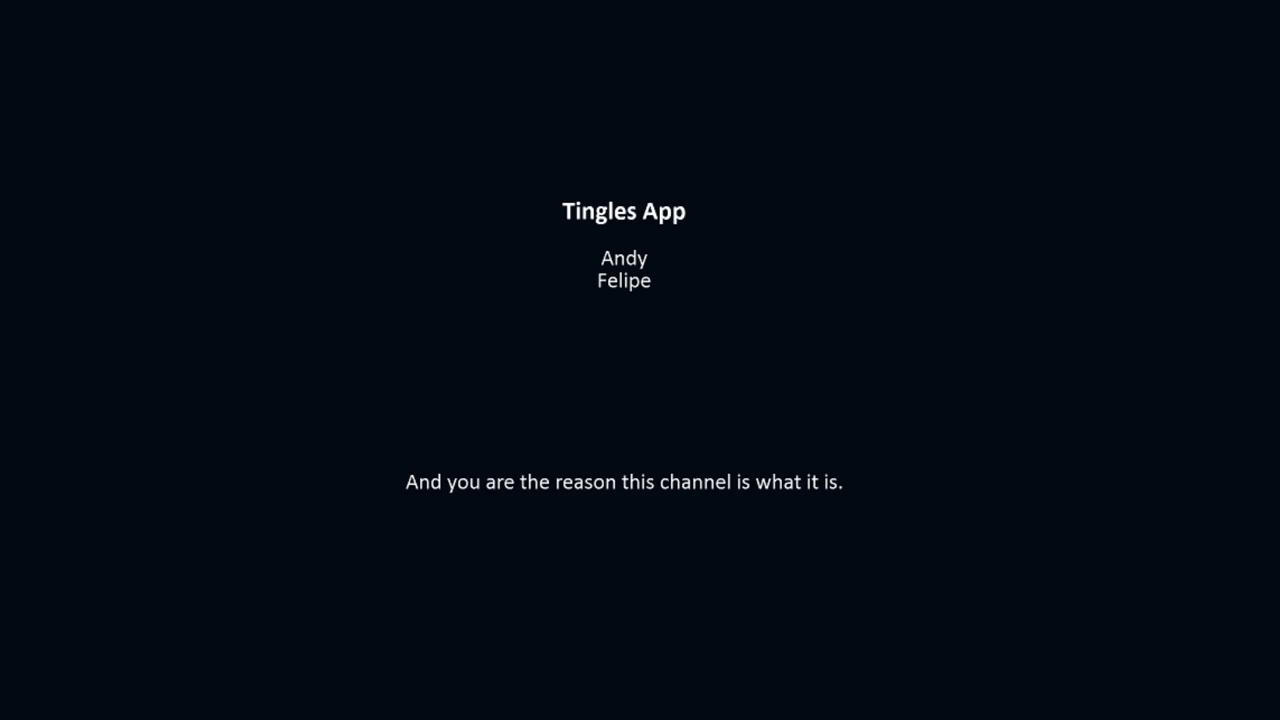 Tingles App
Andy
Felipe
And you are the reason this channel is what it is.